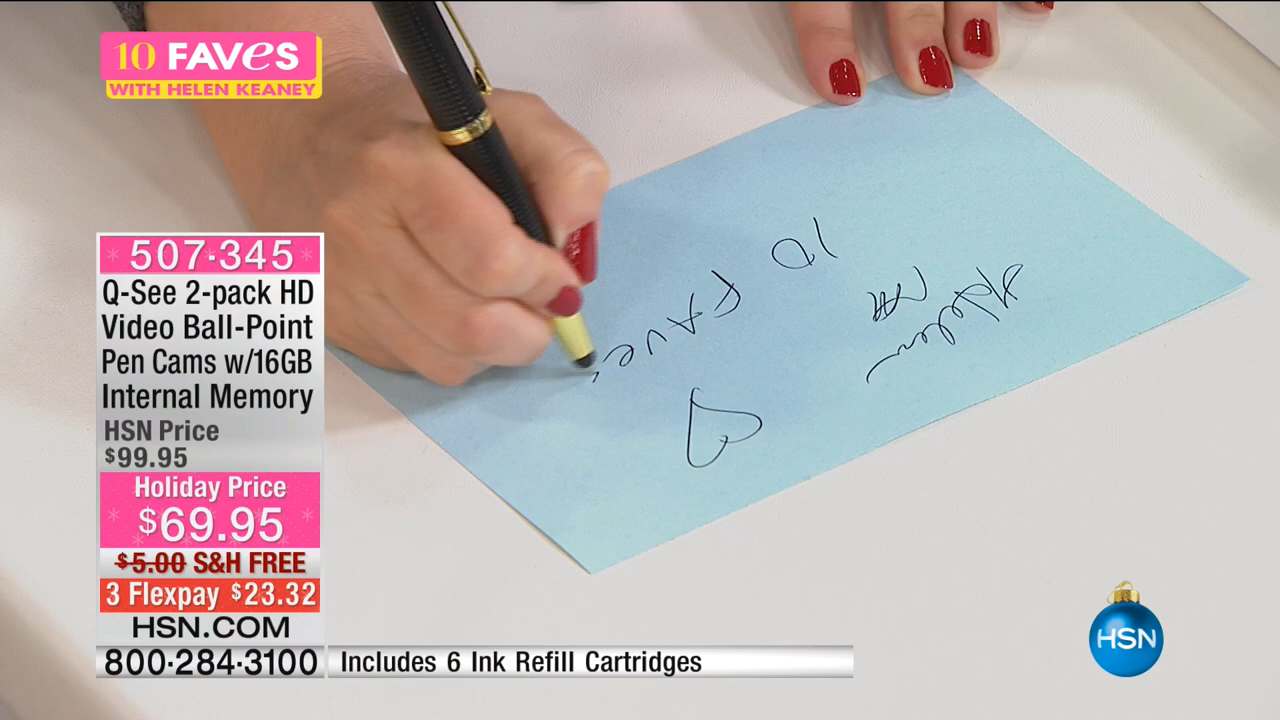 10 FAVES
WITH HELEN KEANEY
507·345
Q-See 2-pack HD
Video Ball-Point
Pen Cams w/16GB
Internal Memory
HSN Price
$99.95
Holiday Price
$69.95
$5.00 S&H FREE
3 Flexpay $23.32
HSN.COM
800·284·3100
Includes 6 Ink Refill Cartridges
HSN
Helen
10
FAVe